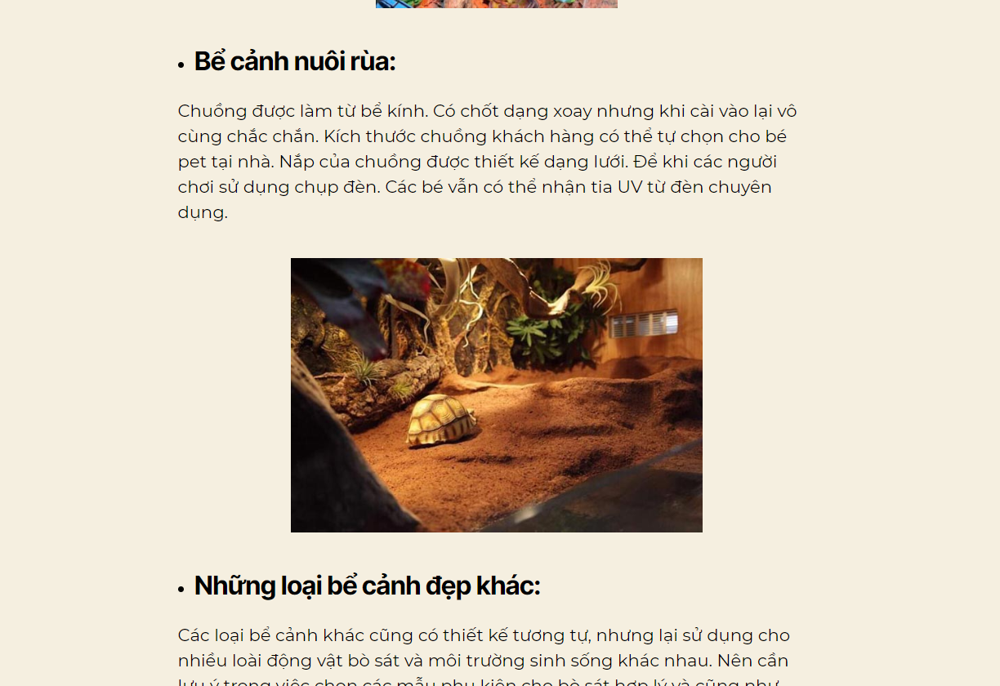 Bể cảnh nuôi rùa:
Chuồng được làm từ bể kính. Có chốt dạng xoay nhưng khi cài vào lại vô
cùng chắc chắn. Kích thước chuồng khách hàng có thể tự chọn cho bé
pet tại nhà. Nắp của chuồng được thiết kế dạng lưới. Để khi các người
chơi sử dụng chụp đèn. Các bé vẫn có thể nhận tia UV từ đèn chuyên
dụng.
Những loại bể cảnh đẹp khác:
Các loại bể cảnh khác cũng có thiết kế tương tự, nhưng lại sử dụng cho
nhiều loài động vật bò sát và môi trường sinh sống khác nhau. Nên cần
lưu ý trong việc chọn các mẫu phụ kiện cho bò sát hợp lý và cũng như